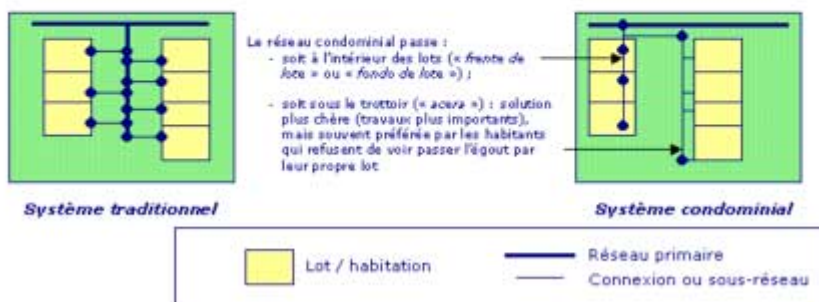 Le réseau condominial passe :
- soit à l'intérieur des lots (« frente de
lote » ou « fondo de lote ») ;
- soit sous le trottoir (« acera ») : solution
plus chère (travaux plus importants),
mais souvent préférée par les habitants
qui refusent de voir passer l'égout par
leur propre lot
Système traditionnel
Système condominial
Lot / habitation
Réseau primaire
Connexion ou sous-réseau